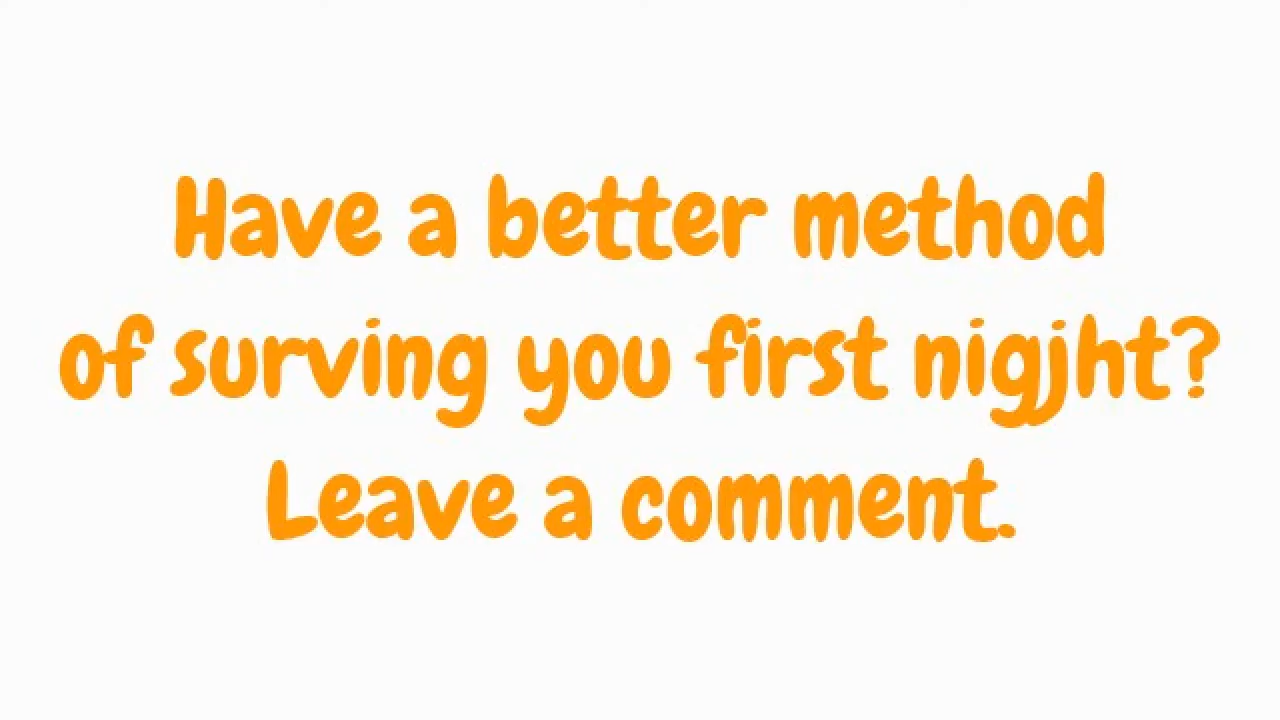 Have a better method
of surving you first nigjht?
Leave a comment.